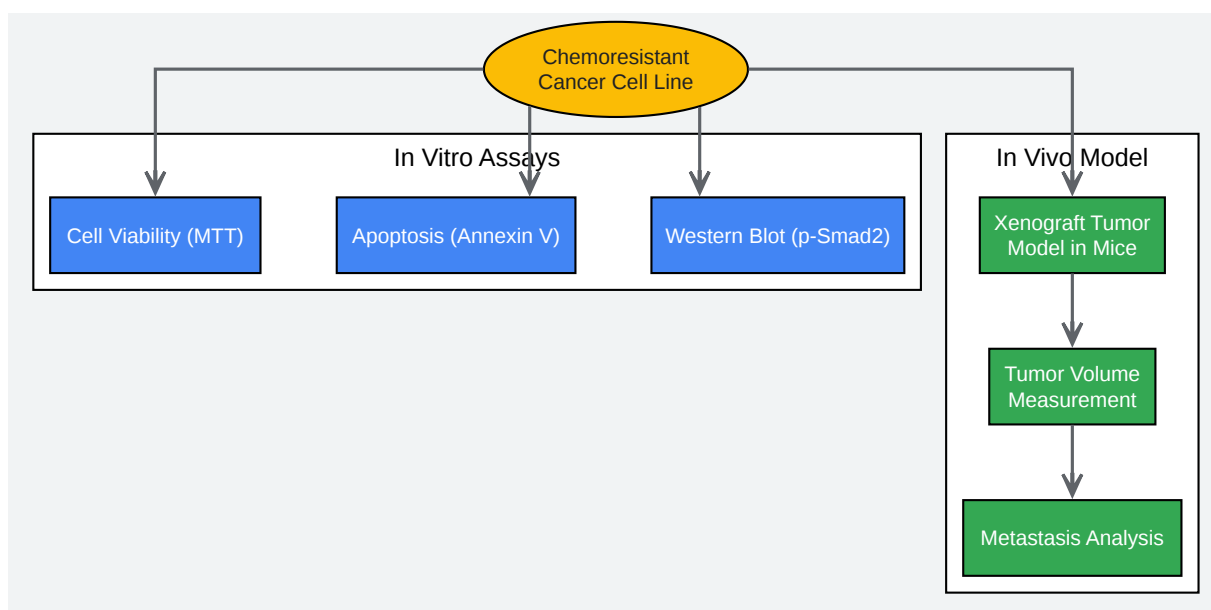 Chemoresistant
Cancer Cell Line
In Vitro Assays
Cell Viability (MTT)
Apoptosis (Annexin V)
Western Blot (p-Smad2)
In Vivo Model
Xenograft Tumor
Model in Mice
Tumor Volume
Measurement
Metastasis Analysis